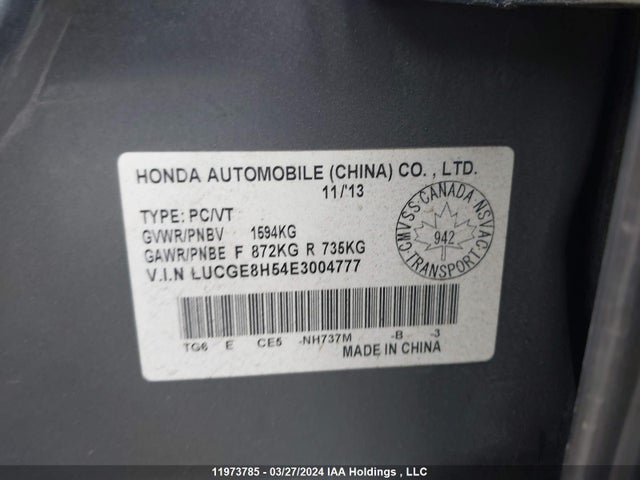 HONDA AUTOMOBILE (CHINA) CO., LTD.
11/'13
TYPE: PC/VT
GVWR/PNBV 1594KG
GAWR/PNBE F 872KG R 735KG
V.I.N LUCGE8H54E3004777
CMVSS·CANADA NSVAC·TRANSPORT
942
TG6 E CE5 -NH737M -B -3
MADE IN CHINA
11973785 - 03/27/2024 IAA Holdings , LLC